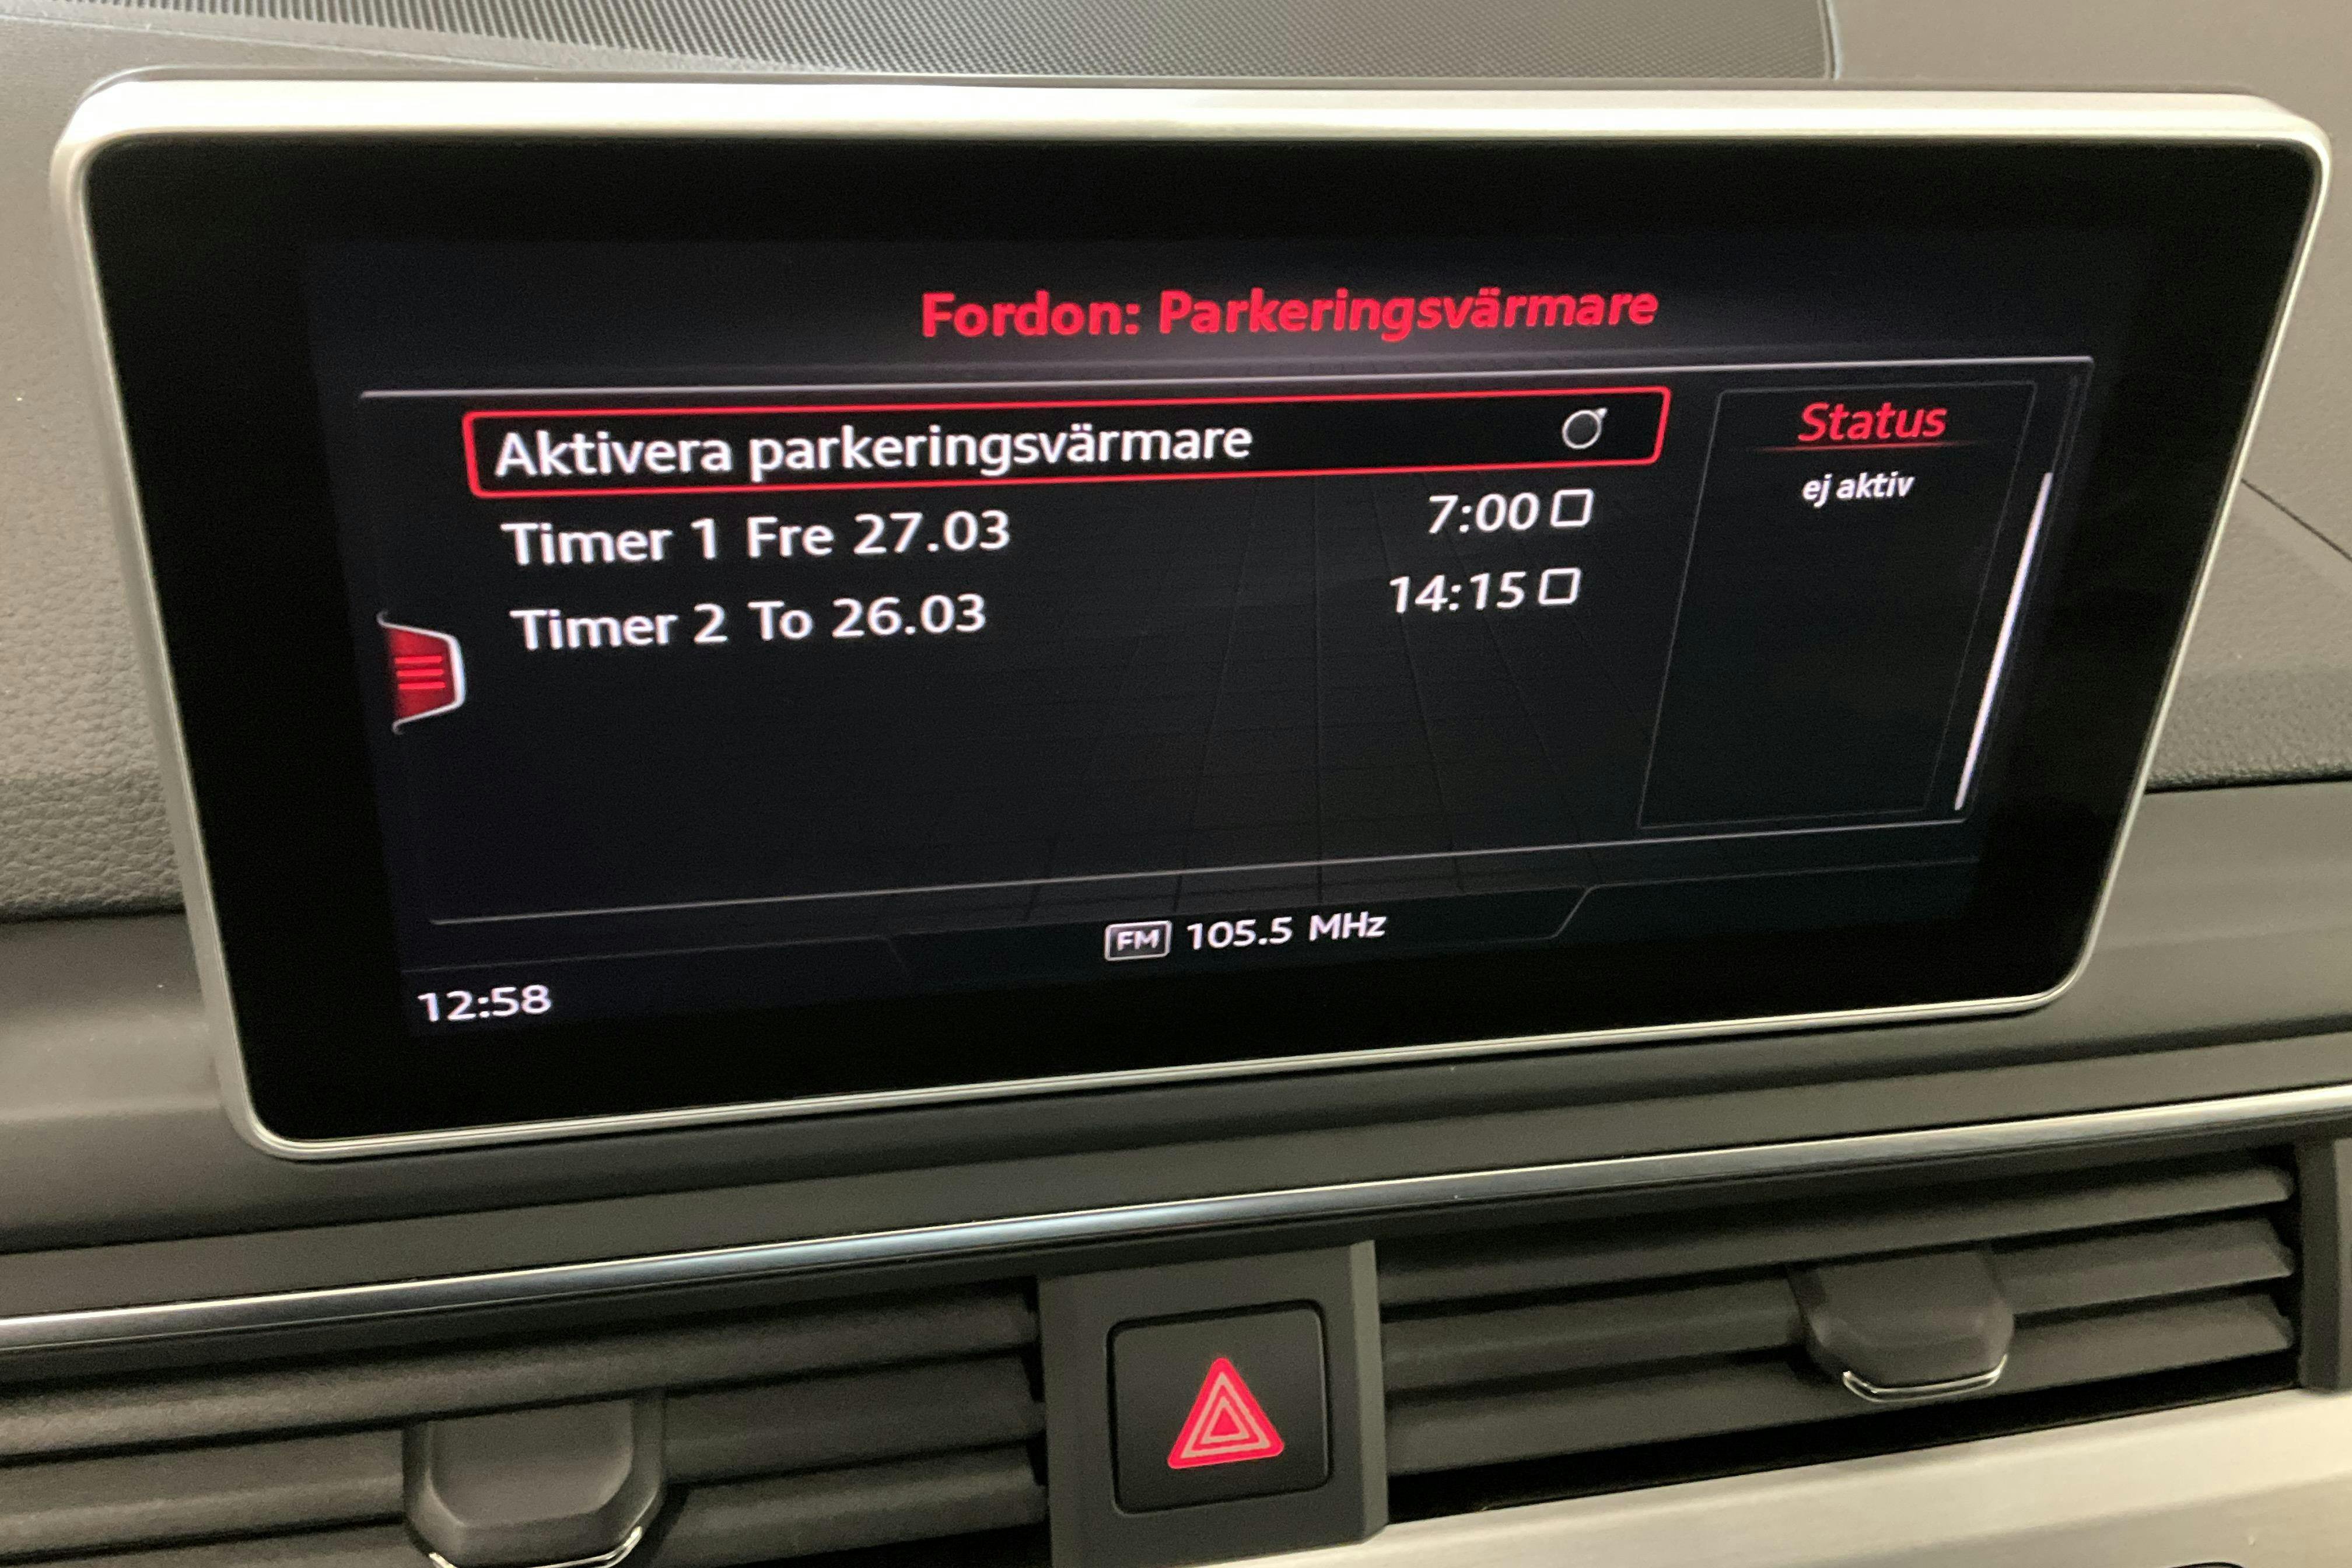 Fordon: Parkeringsvärmare
Aktivera parkeringsvärmare
Timer 1 Fre 27.03 7:00
Timer 2 To 26.03 14:15
Status
ej aktiv
FM 105.5 MHz
12:58